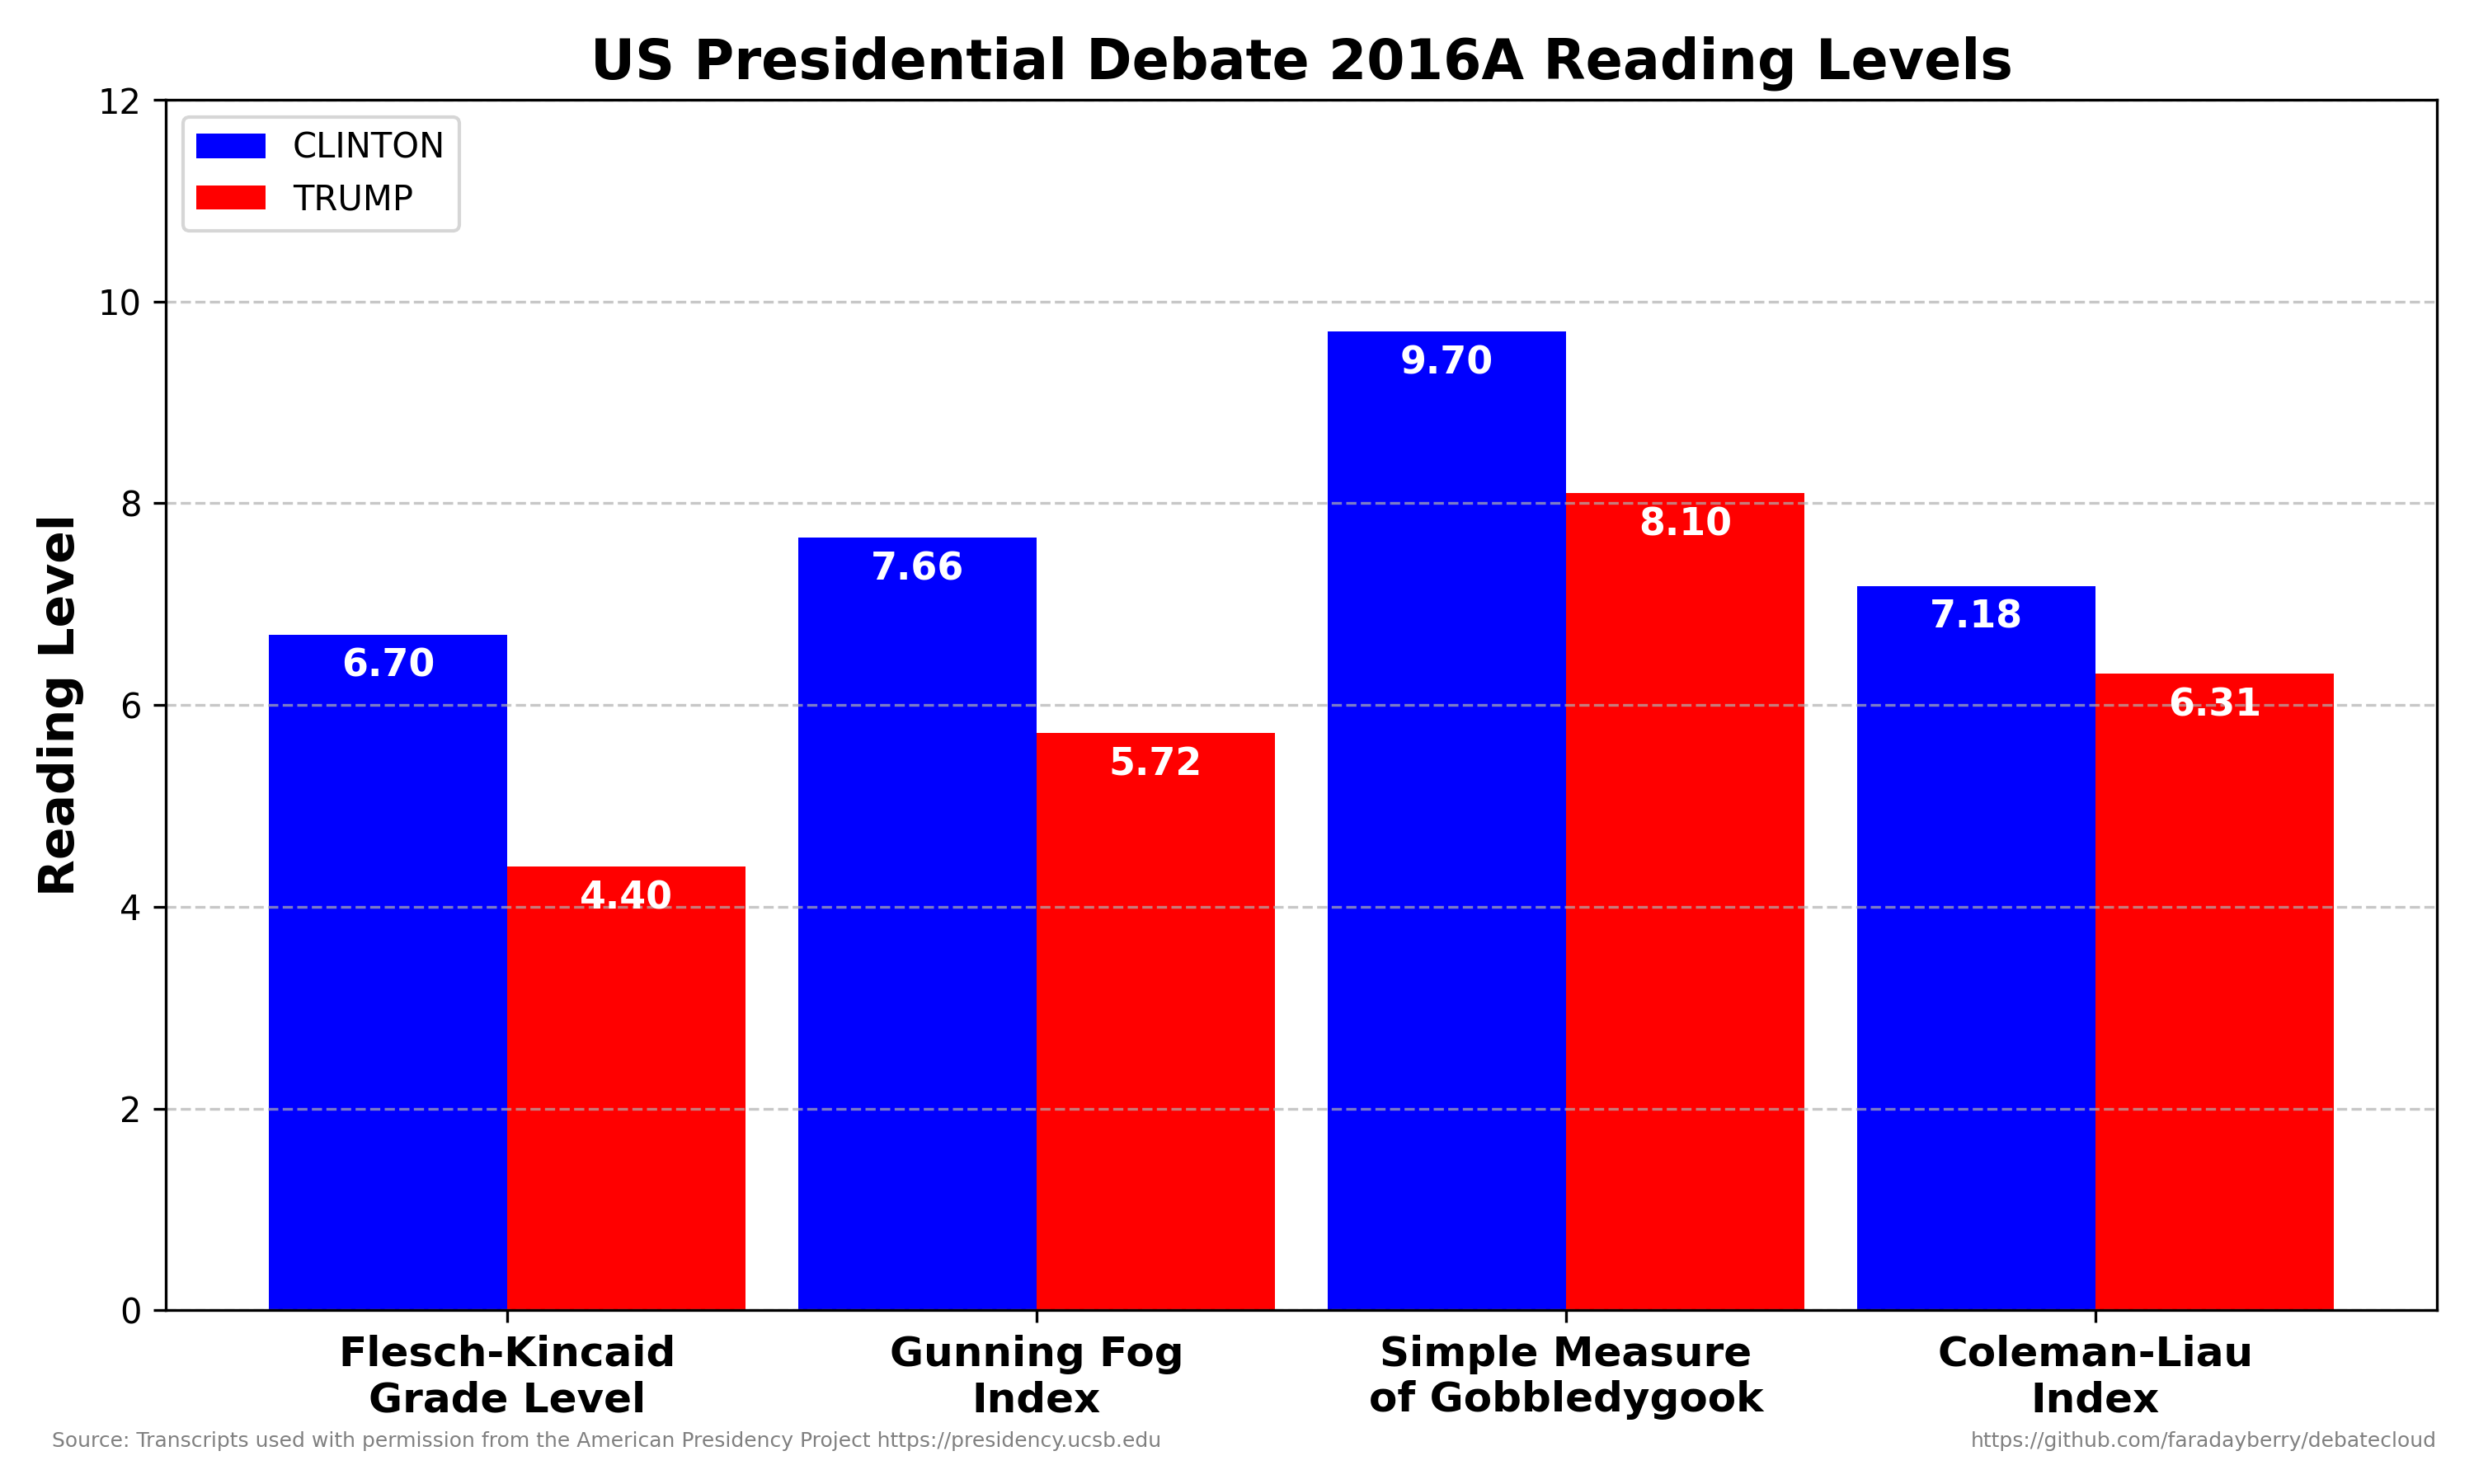 US Presidential Debate 2016A Reading Levels
12
10
8
6
4
2
0
Reading Level
CLINTON
TRUMP
6.70
4.40
7.66
5.72
9.70
8.10
7.18
6.31
Flesch-Kincaid
Grade Level
Gunning Fog
Index
Simple Measure
of Gobbledygook
Coleman-Liau
Index
Source: Transcripts used with permission from the American Presidency Project https://presidency.ucsb.edu
https://github.com/faradayberry/debatecloud